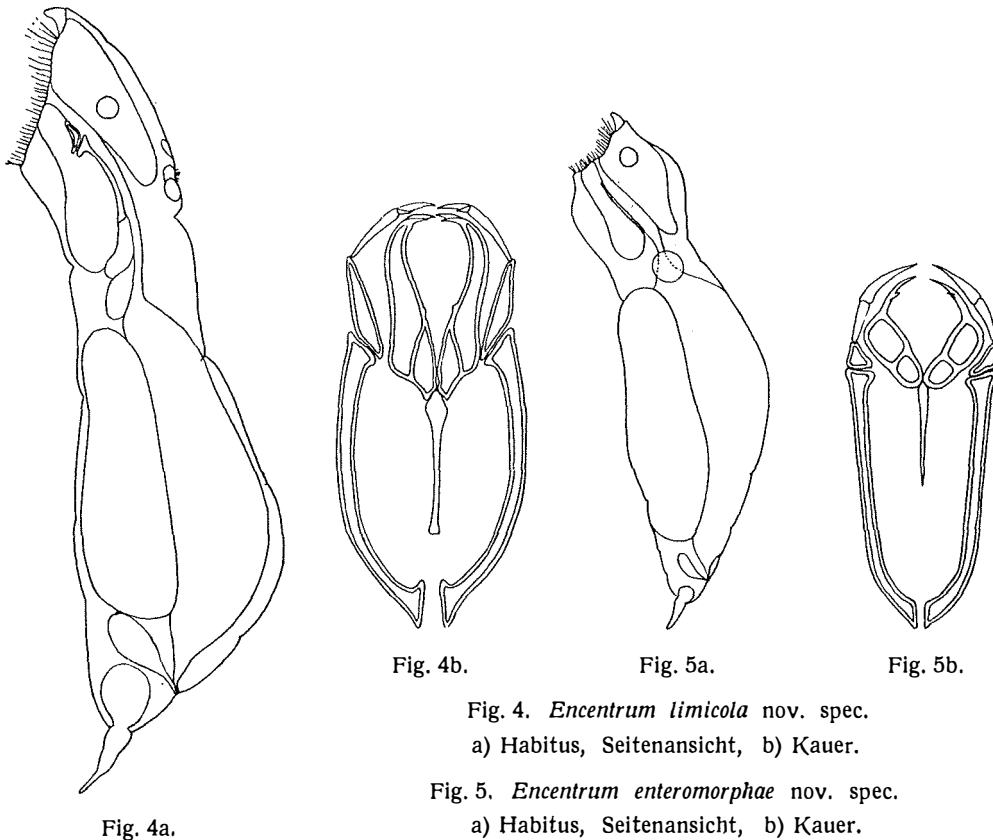 Fig. 4b.
Fig. 5a.
Fig. 5b.
Fig. 4. Encentrum limicola nov. spec.
a) Habitus, Seitenansicht, b) Kauer.
Fig. 5. Encentrum enteromorphae nov. spec.
a) Habitus, Seitenansicht, b) Kauer.
Fig. 4a.